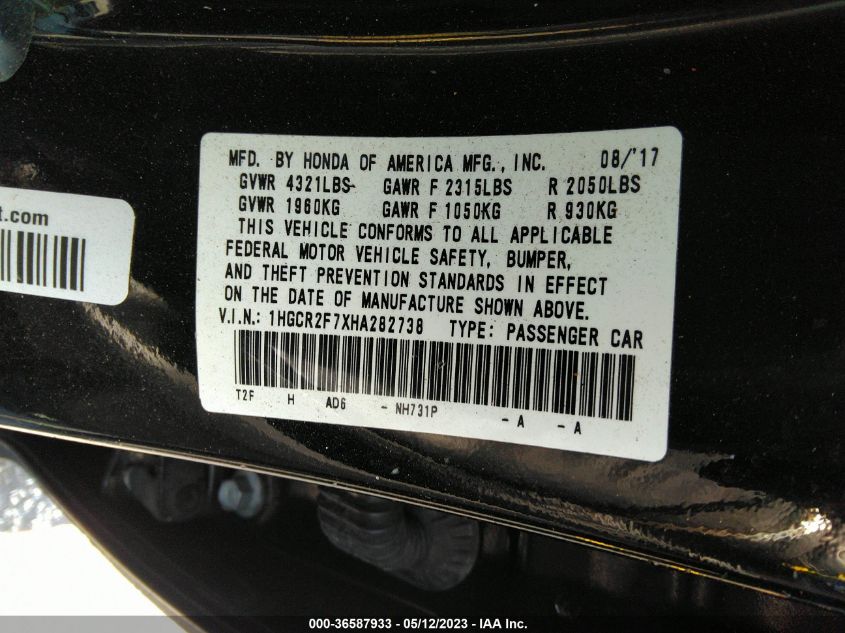 MFD. BY HONDA OF AMERICA MFG., INC. 08/'17
GVWR 4321LBS GAWR F 2315LBS R 2050LBS
GVWR 1960KG GAWR F 1050KG R 930KG
THIS VEHICLE CONFORMS TO ALL APPLICABLE
FEDERAL MOTOR VEHICLE SAFETY, BUMPER,
AND THEFT PREVENTION STANDARDS IN EFFECT
ON THE DATE OF MANUFACTURE SHOWN ABOVE.
V.I.N.: 1HGCR2F7XHA282738 TYPE: PASSENGER CAR
T2F H AD6 - NH731P - A - A
t.com
000-36587933 - 05/12/2023 - IAA Inc.